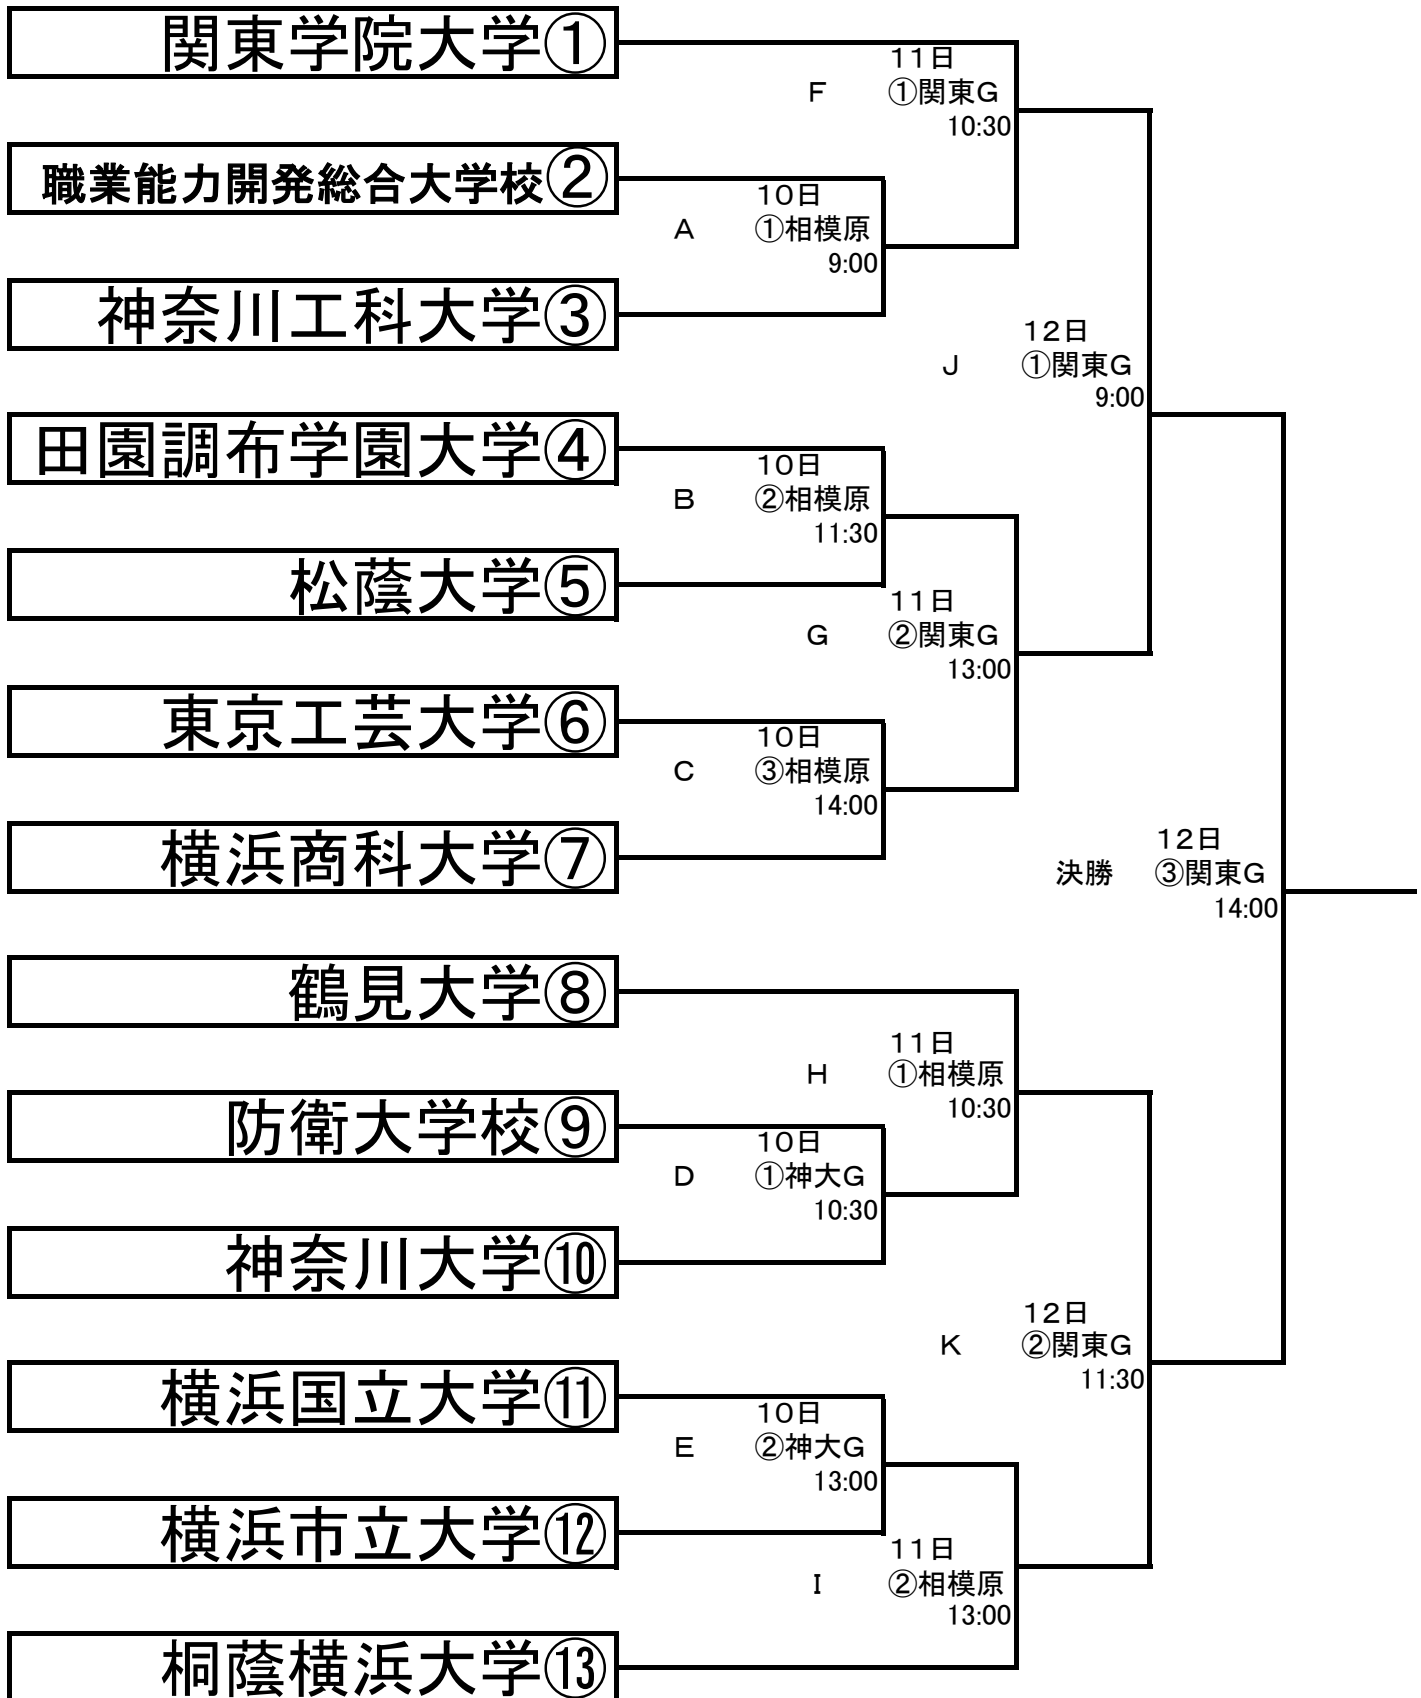 関東学院大学①
11日
F ①関東G
10:30
職業能力開発総合大学校②
10日
A ①相模原
9:00
神奈川工科大学③
12日
J ①関東G
9:00
田園調布学園大学④
10日
B ②相模原
11:30
松蔭大学⑤
11日
G ②関東G
13:00
東京工芸大学⑥
10日
C ③相模原
14:00
横浜商科大学⑦
12日
決勝 ③関東G
14:00
鶴見大学⑧
11日
H ①相模原
10:30
防衛大学校⑨
10日
D ①神大G
10:30
神奈川大学⑩
12日
K ②関東G
11:30
横浜国立大学⑪
10日
E ②神大G
13:00
横浜市立大学⑫
11日
I ②相模原
13:00
桐蔭横浜大学⑬